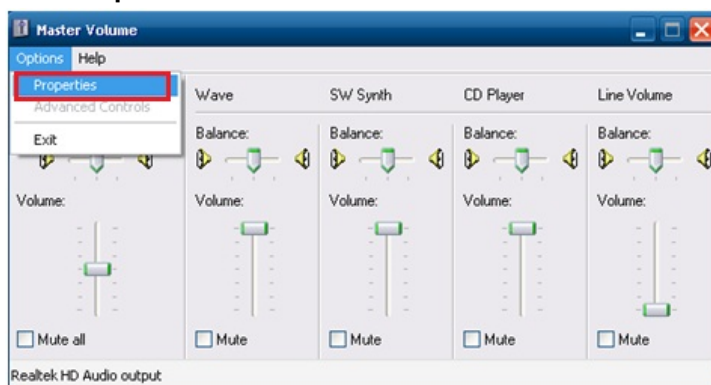 Master Volume
Options Help
Properties
Advanced Controls
Exit
Wave SW Synth CD Player Line Volume
Balance: Balance: Balance: Balance:
Volume: Volume: Volume: Volume: Volume:
Mute all Mute Mute Mute Mute
Realtek HD Audio output